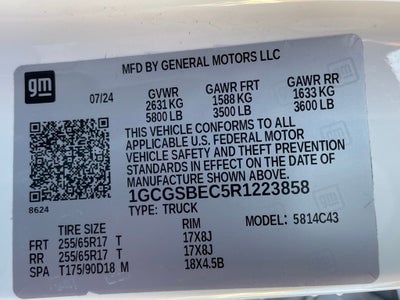 gm
MFD BY GENERAL MOTORS LLC
07/24
GVWR GAWR FRT GAWR RR
2631 KG 1588 KG 1633 KG
5800 LB 3500 LB 3600 LB
THIS VEHICLE CONFORMS TO ALL
APPLICABLE U.S. FEDERAL MOTOR
VEHICLE SAFETY AND THEFT PREVENTION
STANDARDS IN EFFECT ON THE DATE OF
MANUFACTURE SHOWN ABOVE.
1GCGSBEC5R1223858
8624
TYPE: TRUCK MODEL: 5814C43
TIRE SIZE RIM
FRT 255/65R17 T 17X8J
RR 255/65R17 T 17X8J
SPA T175/90D18 M 18X4.5B